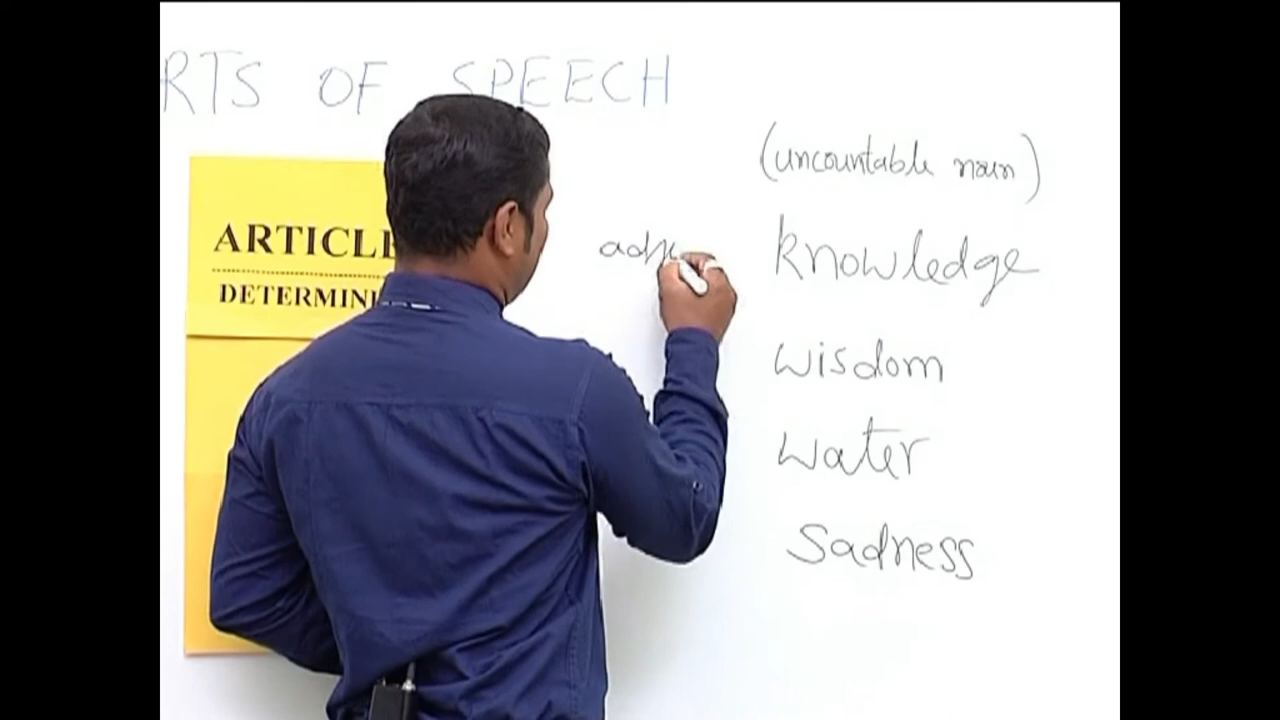 RTS OF SPEECH
(uncountable noun)
ARTICLE
DETERMIN
knowledge
wisdom
water
sadness